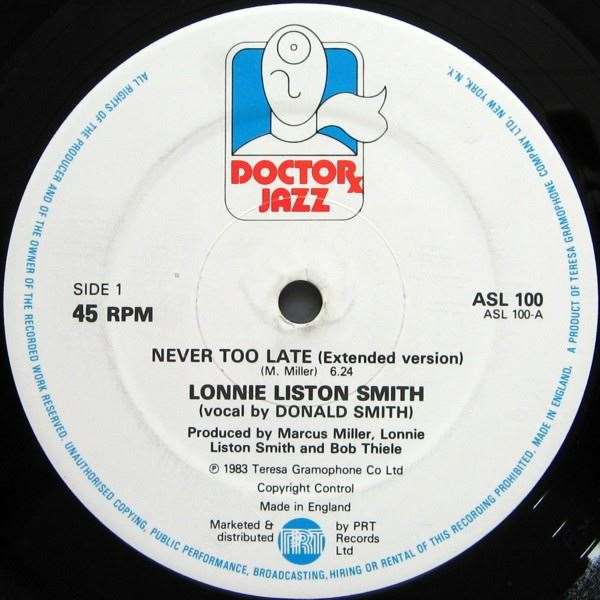 DOCTOR Rx
JAZZ
SIDE 1
45 RPM
ASL 100
ASL 100-A
NEVER TOO LATE (Extended version)
(M. Miller) 6.24
LONNIE LISTON SMITH
(vocal by DONALD SMITH)
Produced by Marcus Miller, Lonnie
Liston Smith and Bob Thiele
℗ 1983 Teresa Gramophone Co Ltd
Copyright Control
Made in England
Marketed & by PRT
distributed PRT Records
Ltd
ALL RIGHTS OF THE PRODUCER AND OF THE OWNER OF THE RECORDED WORK RESERVED. UNAUTHORISED COPYING, PUBLIC PERFORMANCE, BROADCASTING, HIRING OR RENTAL OF THIS RECORDING PROHIBITED. MADE IN ENGLAND. A PRODUCT OF TERESA GRAMOPHONE COMPANY LTD, NEW YORK, N.Y.